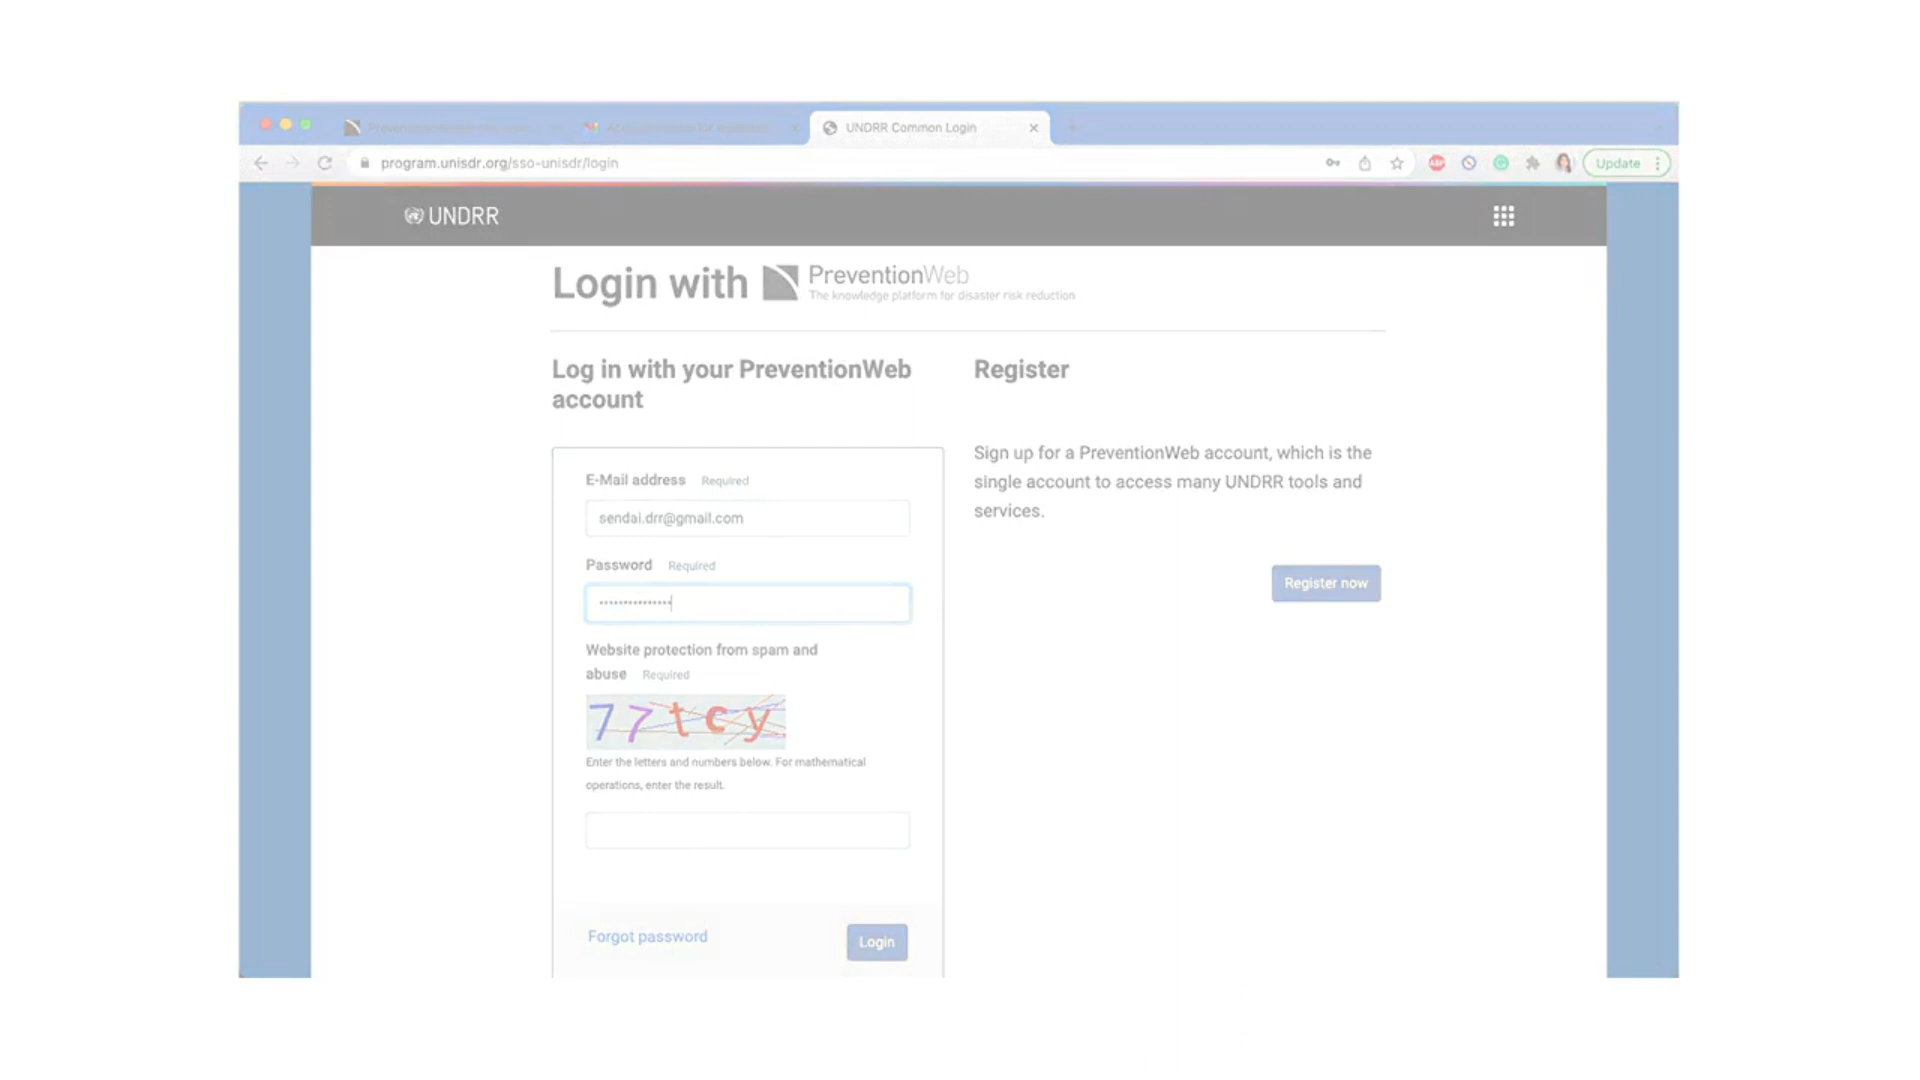 UNDRR Common Login
program.unisdr.org/sso-unisdr/login
Update
UNDRR
Login with PreventionWeb
The knowledge platform for disaster risk reduction
Log in with your PreventionWeb
account
E-Mail address Required
sendai.drr@gmail.com
Password Required
Website protection from spam and
abuse Required
77tcy
Enter the letters and numbers below. For mathematical
operations, enter the result.
Forgot password
Login
Register
Sign up for a PreventionWeb account, which is the
single account to access many UNDRR tools and
services.
Register now